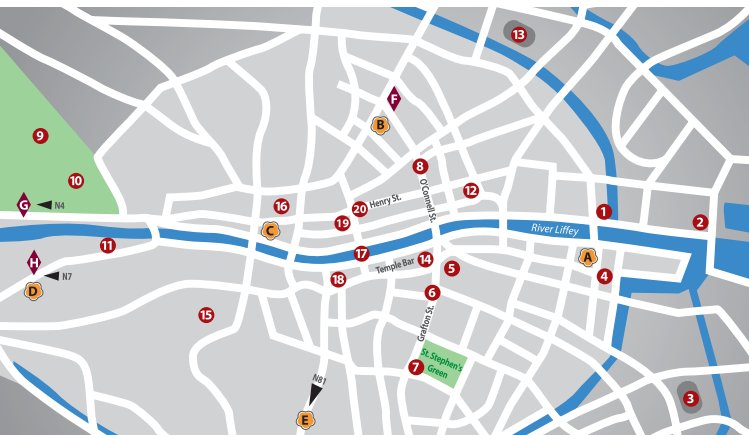 13
F
B
9
8
10
O'Connell St.
12
G
N4
Henry St.
16
20
1
19
2
C
River Liffey
11
17
A
H
Temple Bar
14
5
N7
18
4
D
6
15
Grafton St.
St. Stephen's
Green
7
N81
3
E